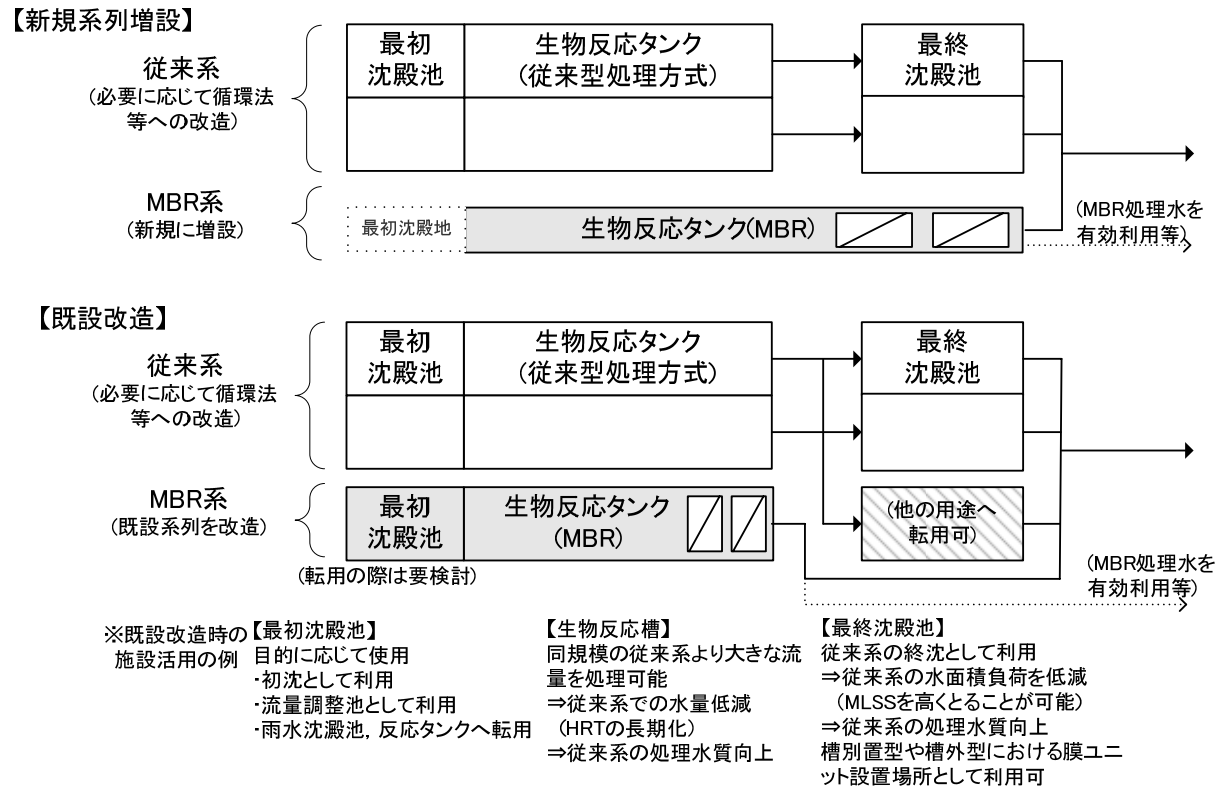 【新規系列増設】
従来系
(必要に応じて循環法
等への改造)
最初
沈殿池
生物反応タンク
(従来型処理方式)
最終
沈殿池
MBR系
(新規に増設)
最初沈殿地
生物反応タンク(MBR)
(MBR処理水を
有効利用等)
【既設改造】
従来系
(必要に応じて循環法
等への改造)
最初
沈殿池
生物反応タンク
(従来型処理方式)
最終
沈殿池
MBR系
(既設系列を改造)
最初
沈殿池
生物反応タンク
(MBR)
(他の用途へ
転用可)
(転用の際は要検討)
(MBR処理水を
有効利用等)
※既設改造時の
施設活用の例
【最初沈殿池】
目的に応じて使用
・初沈として利用
・流量調整池として利用
・雨水沈澱池，反応タンクへ転用
【生物反応槽】
同規模の従来系より大きな流
量を処理可能
⇒従来系での水量低減
(HRTの長期化)
⇒従来系の処理水質向上
【最終沈殿池】
従来系の終沈として利用
⇒従来系の水面積負荷を低減
(MLSSを高くとることが可能)
⇒従来系の処理水質向上
槽別置型や槽外型における膜ユニ
ット設置場所として利用可